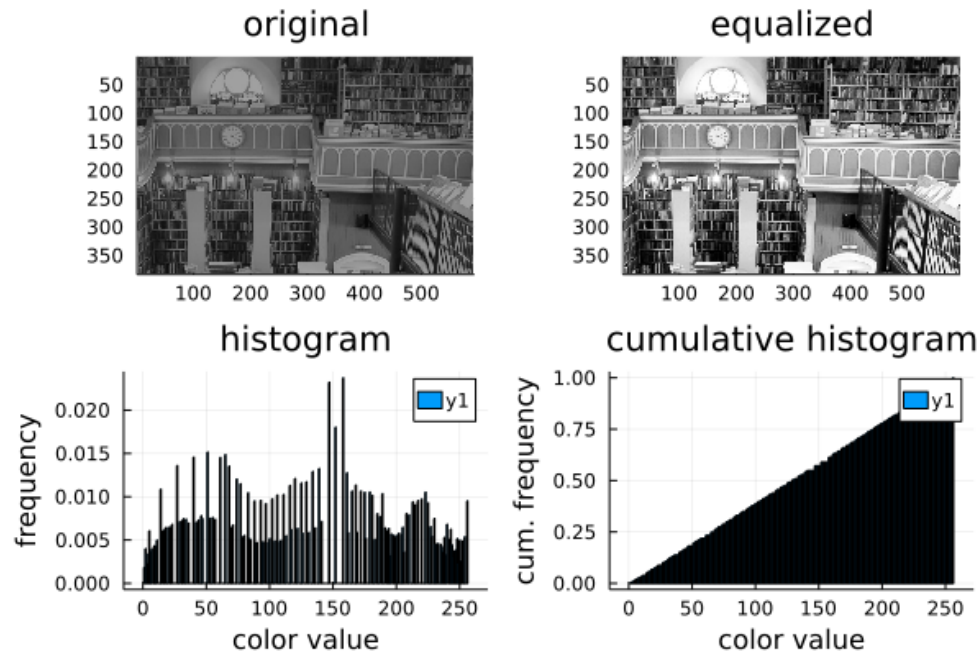 original
50
100
150
200
250
300
350
100 200 300 400 500
equalized
50
100
150
200
250
300
350
100 200 300 400 500
histogram
frequency
0.020
0.015
0.010
0.005
0.000
0 50 100 150 200 250
color value
y1
cumulative histogram
cum. frequency
1.00
0.75
0.50
0.25
0.00
0 50 100 150 200 250
color value
y1